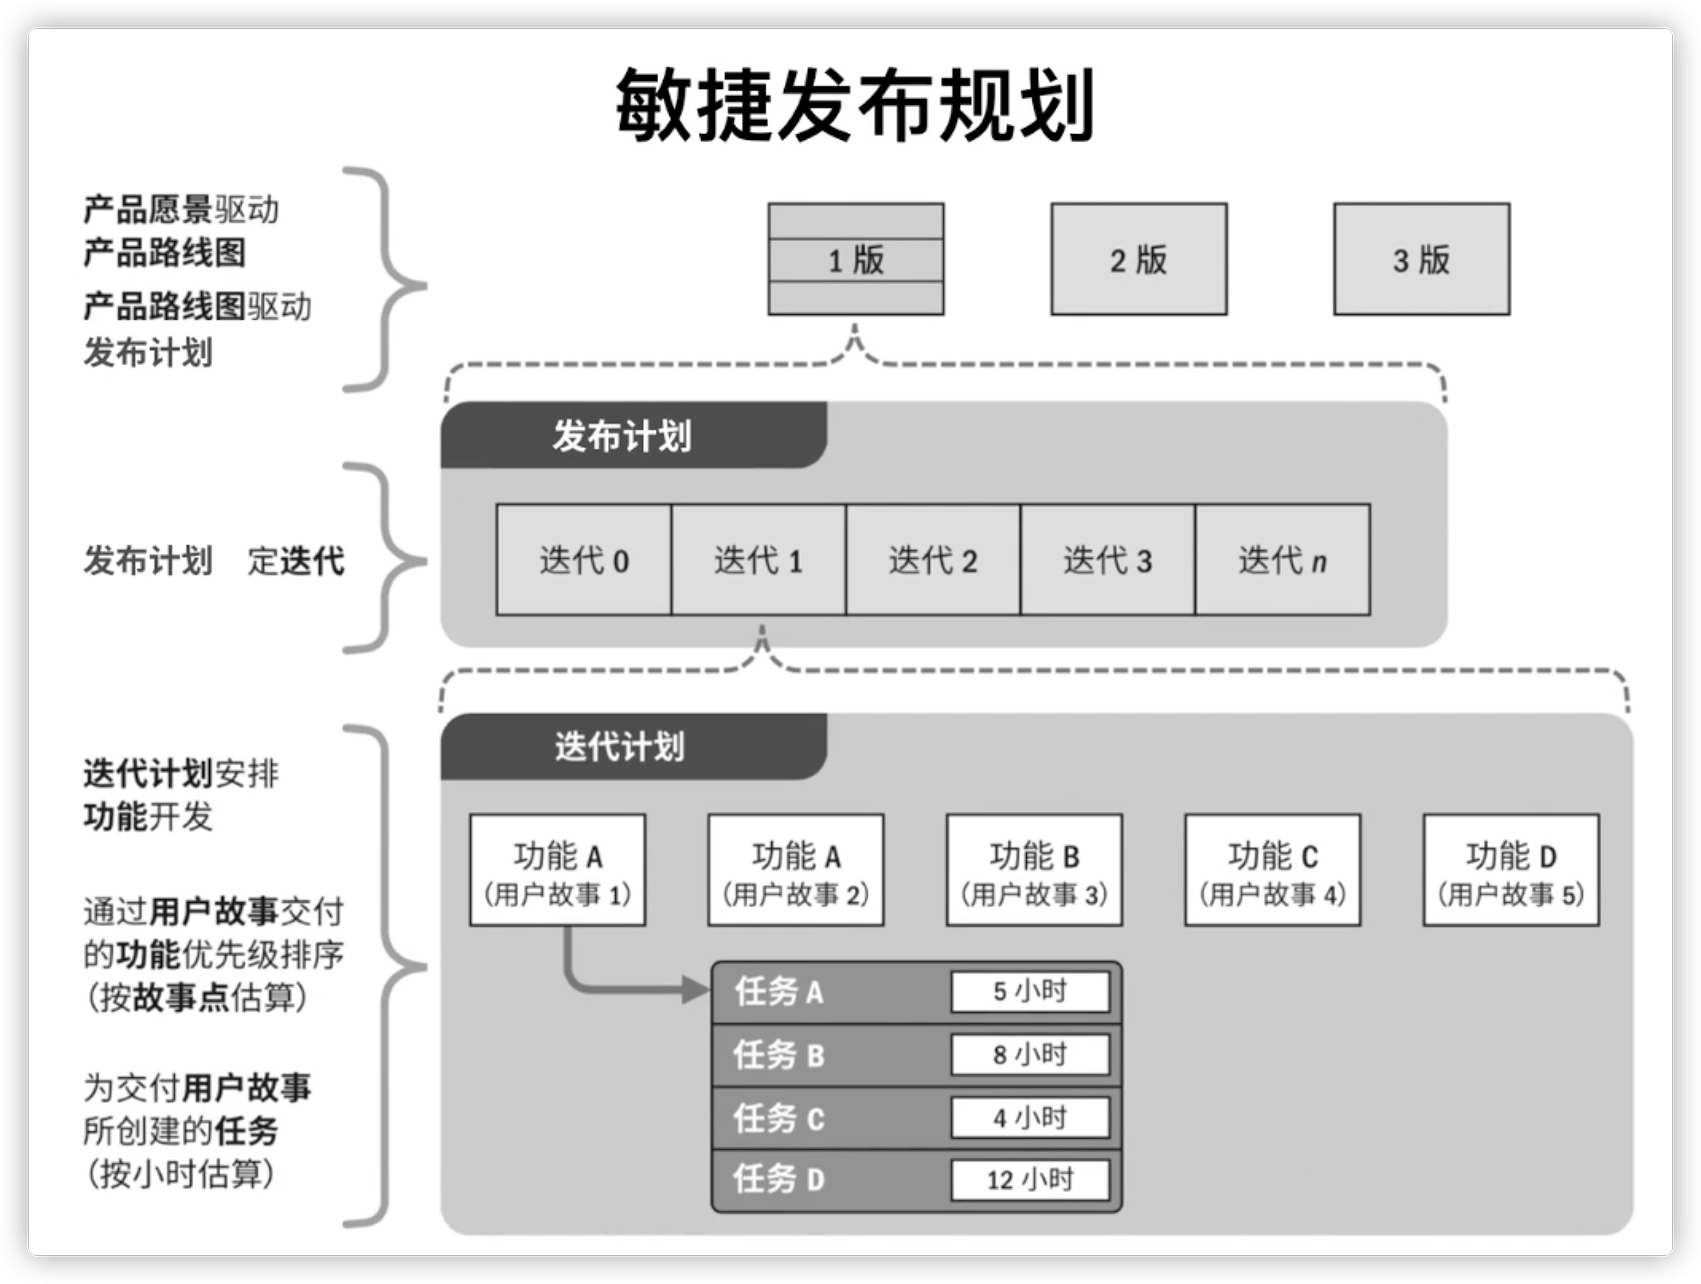 敏捷发布规划
产品愿景驱动
产品路线图
产品路线图驱动
发布计划
1 版
2 版
3 版
发布计划
发布计划 定迭代
迭代 0
迭代 1
迭代 2
迭代 3
迭代 n
迭代计划
迭代计划安排
功能开发
通过用户故事交付
的功能优先级排序
（按故事点估算）
为交付用户故事
所创建的任务
（按小时估算）
功能 A
（用户故事 1）
功能 A
（用户故事 2）
功能 B
（用户故事 3）
功能 C
（用户故事 4）
功能 D
（用户故事 5）
任务 A
5 小时
任务 B
8 小时
任务 C
4 小时
任务 D
12 小时